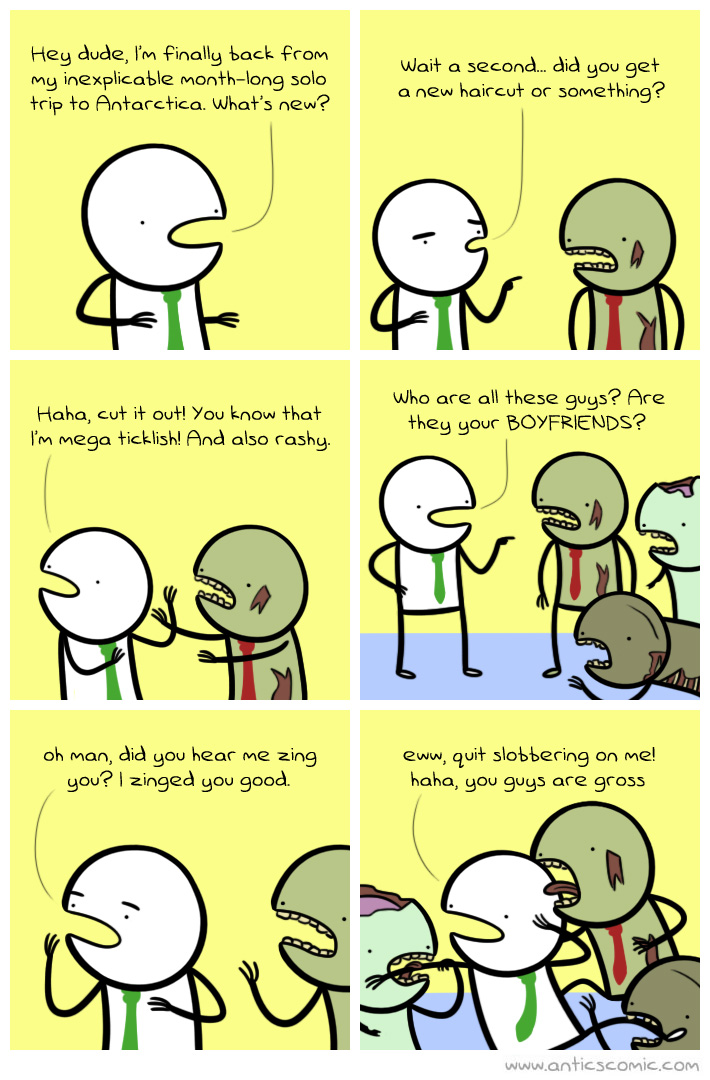 Hey dude, I'm finally back from
my inexplicable month-long solo
trip to Antarctica. What's new?
Wait a second... did you get
a new haircut or something?
Haha, cut it out! You know that
I'm mega ticklish! And also rashy.
Who are all these guys? Are
they your BOYFRIENDS?
oh man, did you hear me zing
you? I zinged you good.
eww, quit slobbering on me!
haha, you guys are gross
www.anticscomic.com